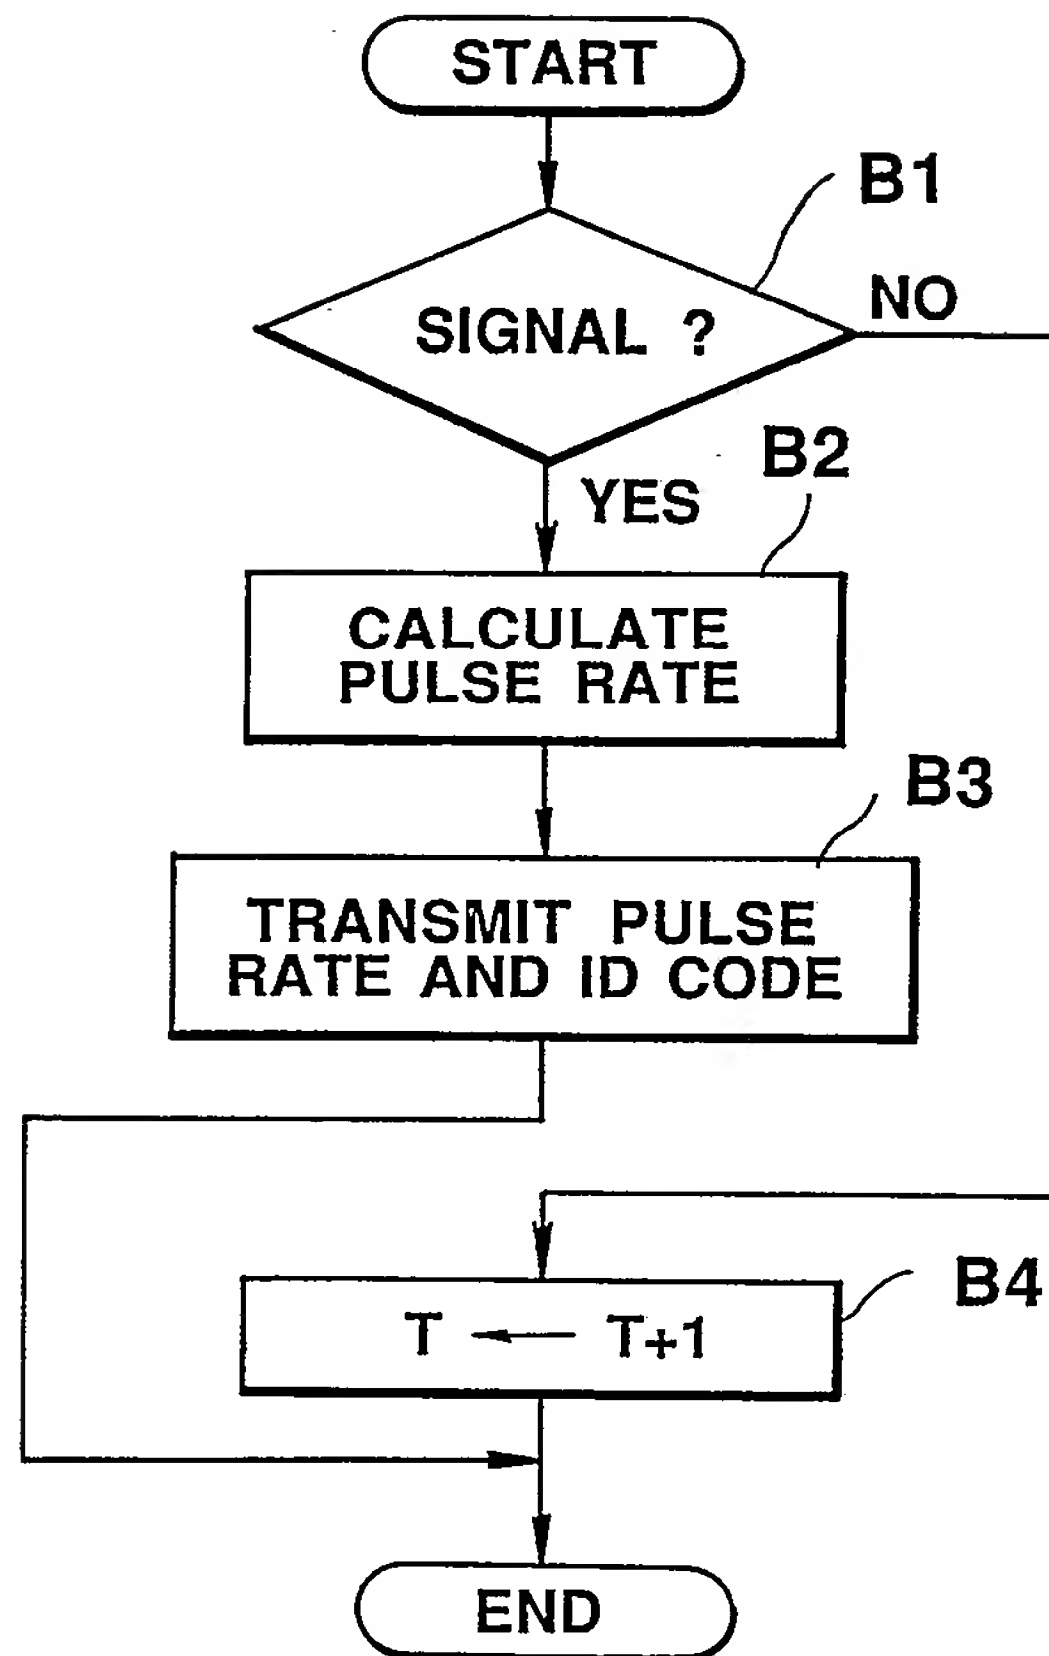 START
B1
SIGNAL ?
NO
B2
YES
CALCULATE
PULSE RATE
B3
TRANSMIT PULSE
RATE AND ID CODE
B4
T ← T+1
END